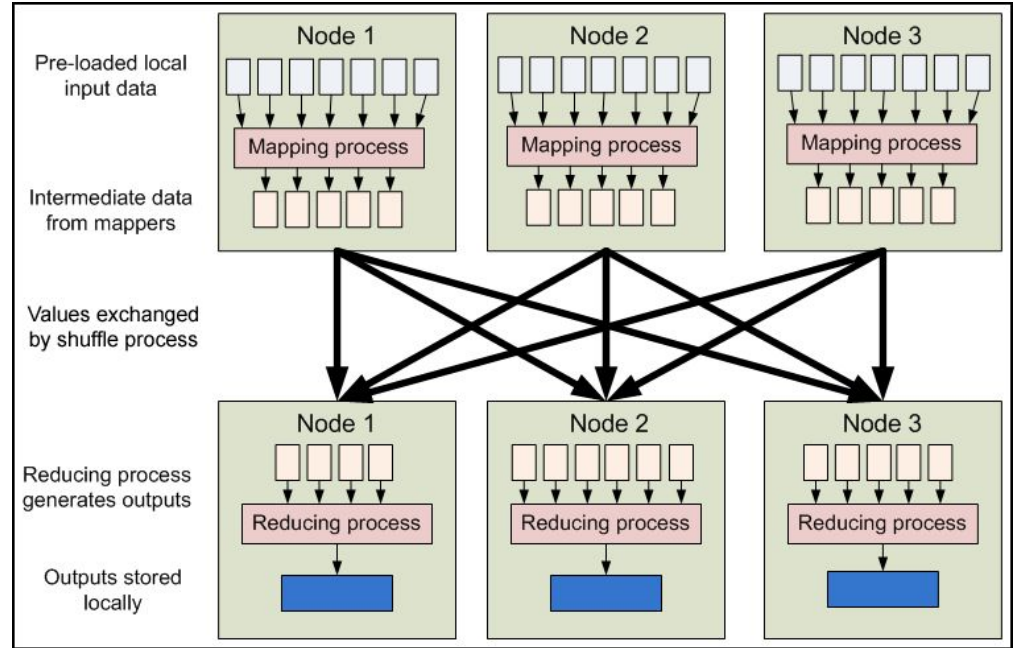 Node 1
Node 2
Node 3
Pre-loaded local
input data
Mapping process
Mapping process
Mapping process
Intermediate data
from mappers
Values exchanged
by shuffle process
Node 1
Node 2
Node 3
Reducing process
generates outputs
Reducing process
Reducing process
Reducing process
Outputs stored
locally